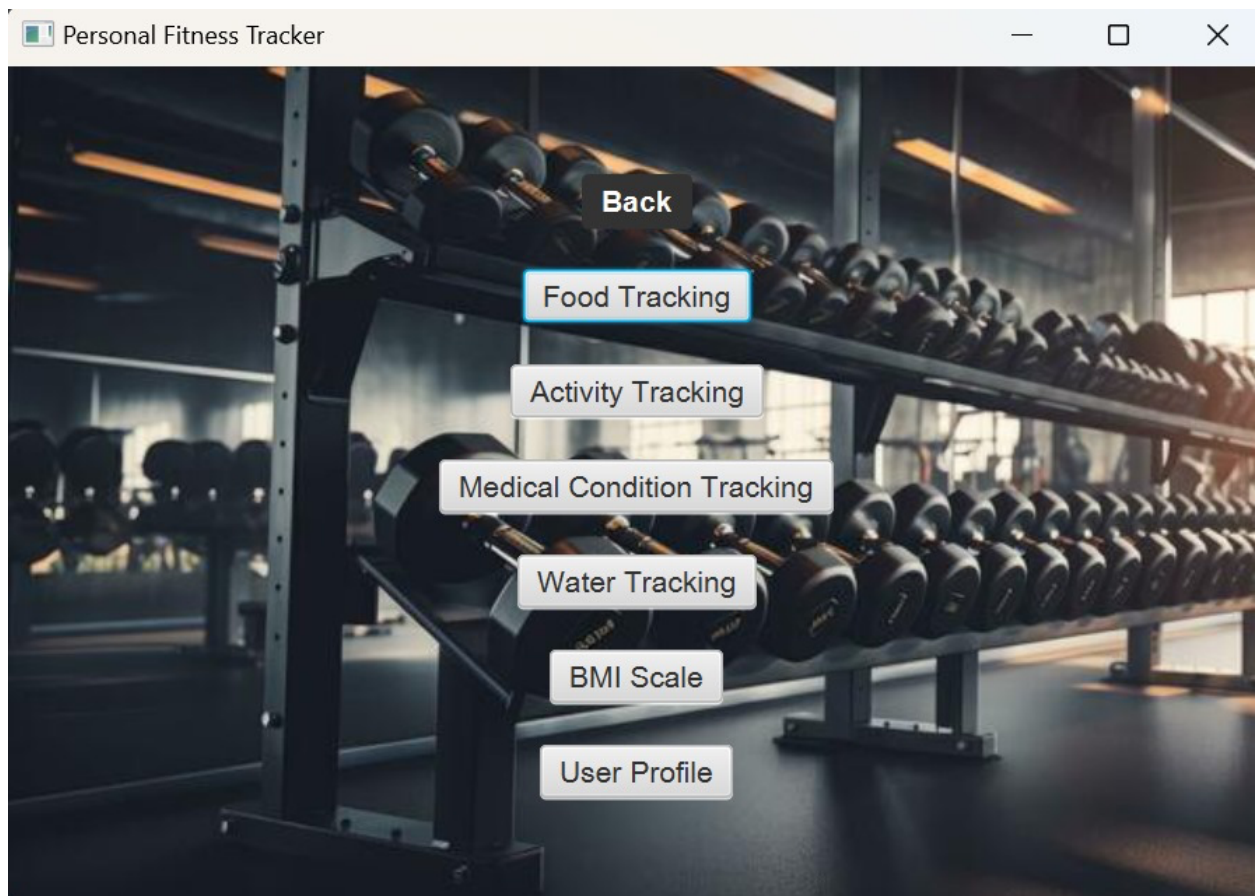 Personal Fitness Tracker
Back
Food Tracking
Activity Tracking
Medical Condition Tracking
Water Tracking
BMI Scale
User Profile